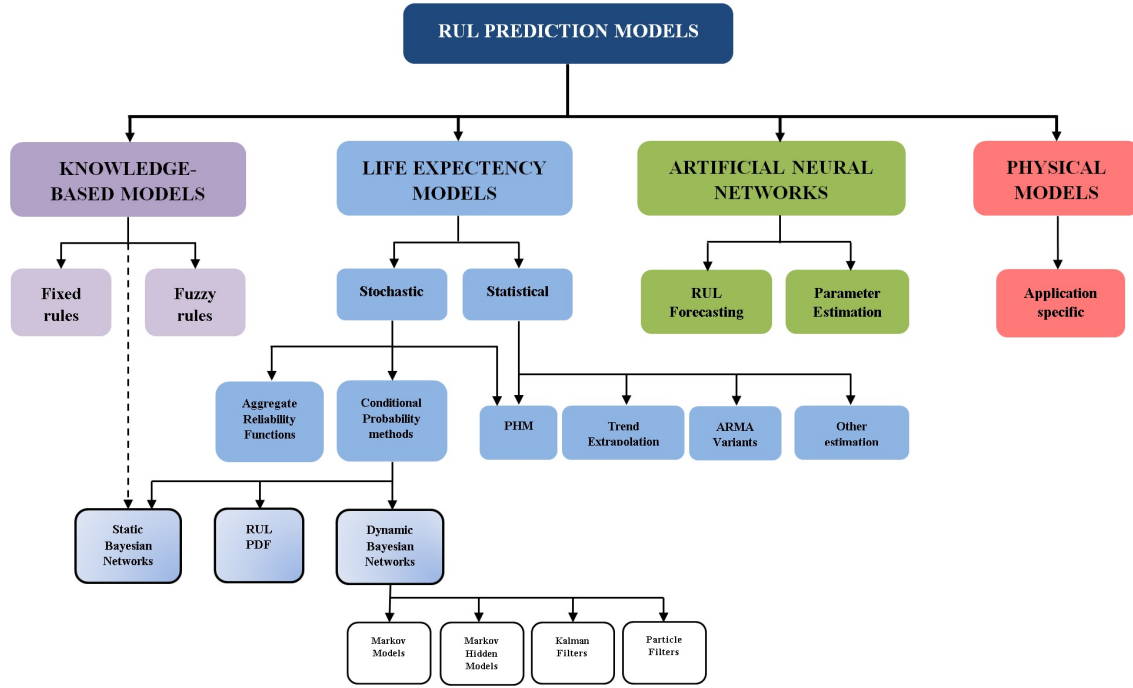 RUL PREDICTION MODELS
KNOWLEDGE-
BASED MODELS
LIFE EXPECTENCY
MODELS
ARTIFICIAL NEURAL
NETWORKS
PHYSICAL
MODELS
Fixed
rules
Fuzzy
rules
Stochastic
Statistical
RUL
Forecasting
Parameter
Estimation
Application
specific
Aggregate
Reliability
Functions
Conditional
Probability
methods
PHM
Trend
Extrapolation
ARMA
Variants
Other
estimation
Static
Bayesian
Networks
RUL
PDF
Dynamic
Bayesian
Networks
Markov
Models
Markov
Hidden
Models
Kalman
Filters
Particle
Filters